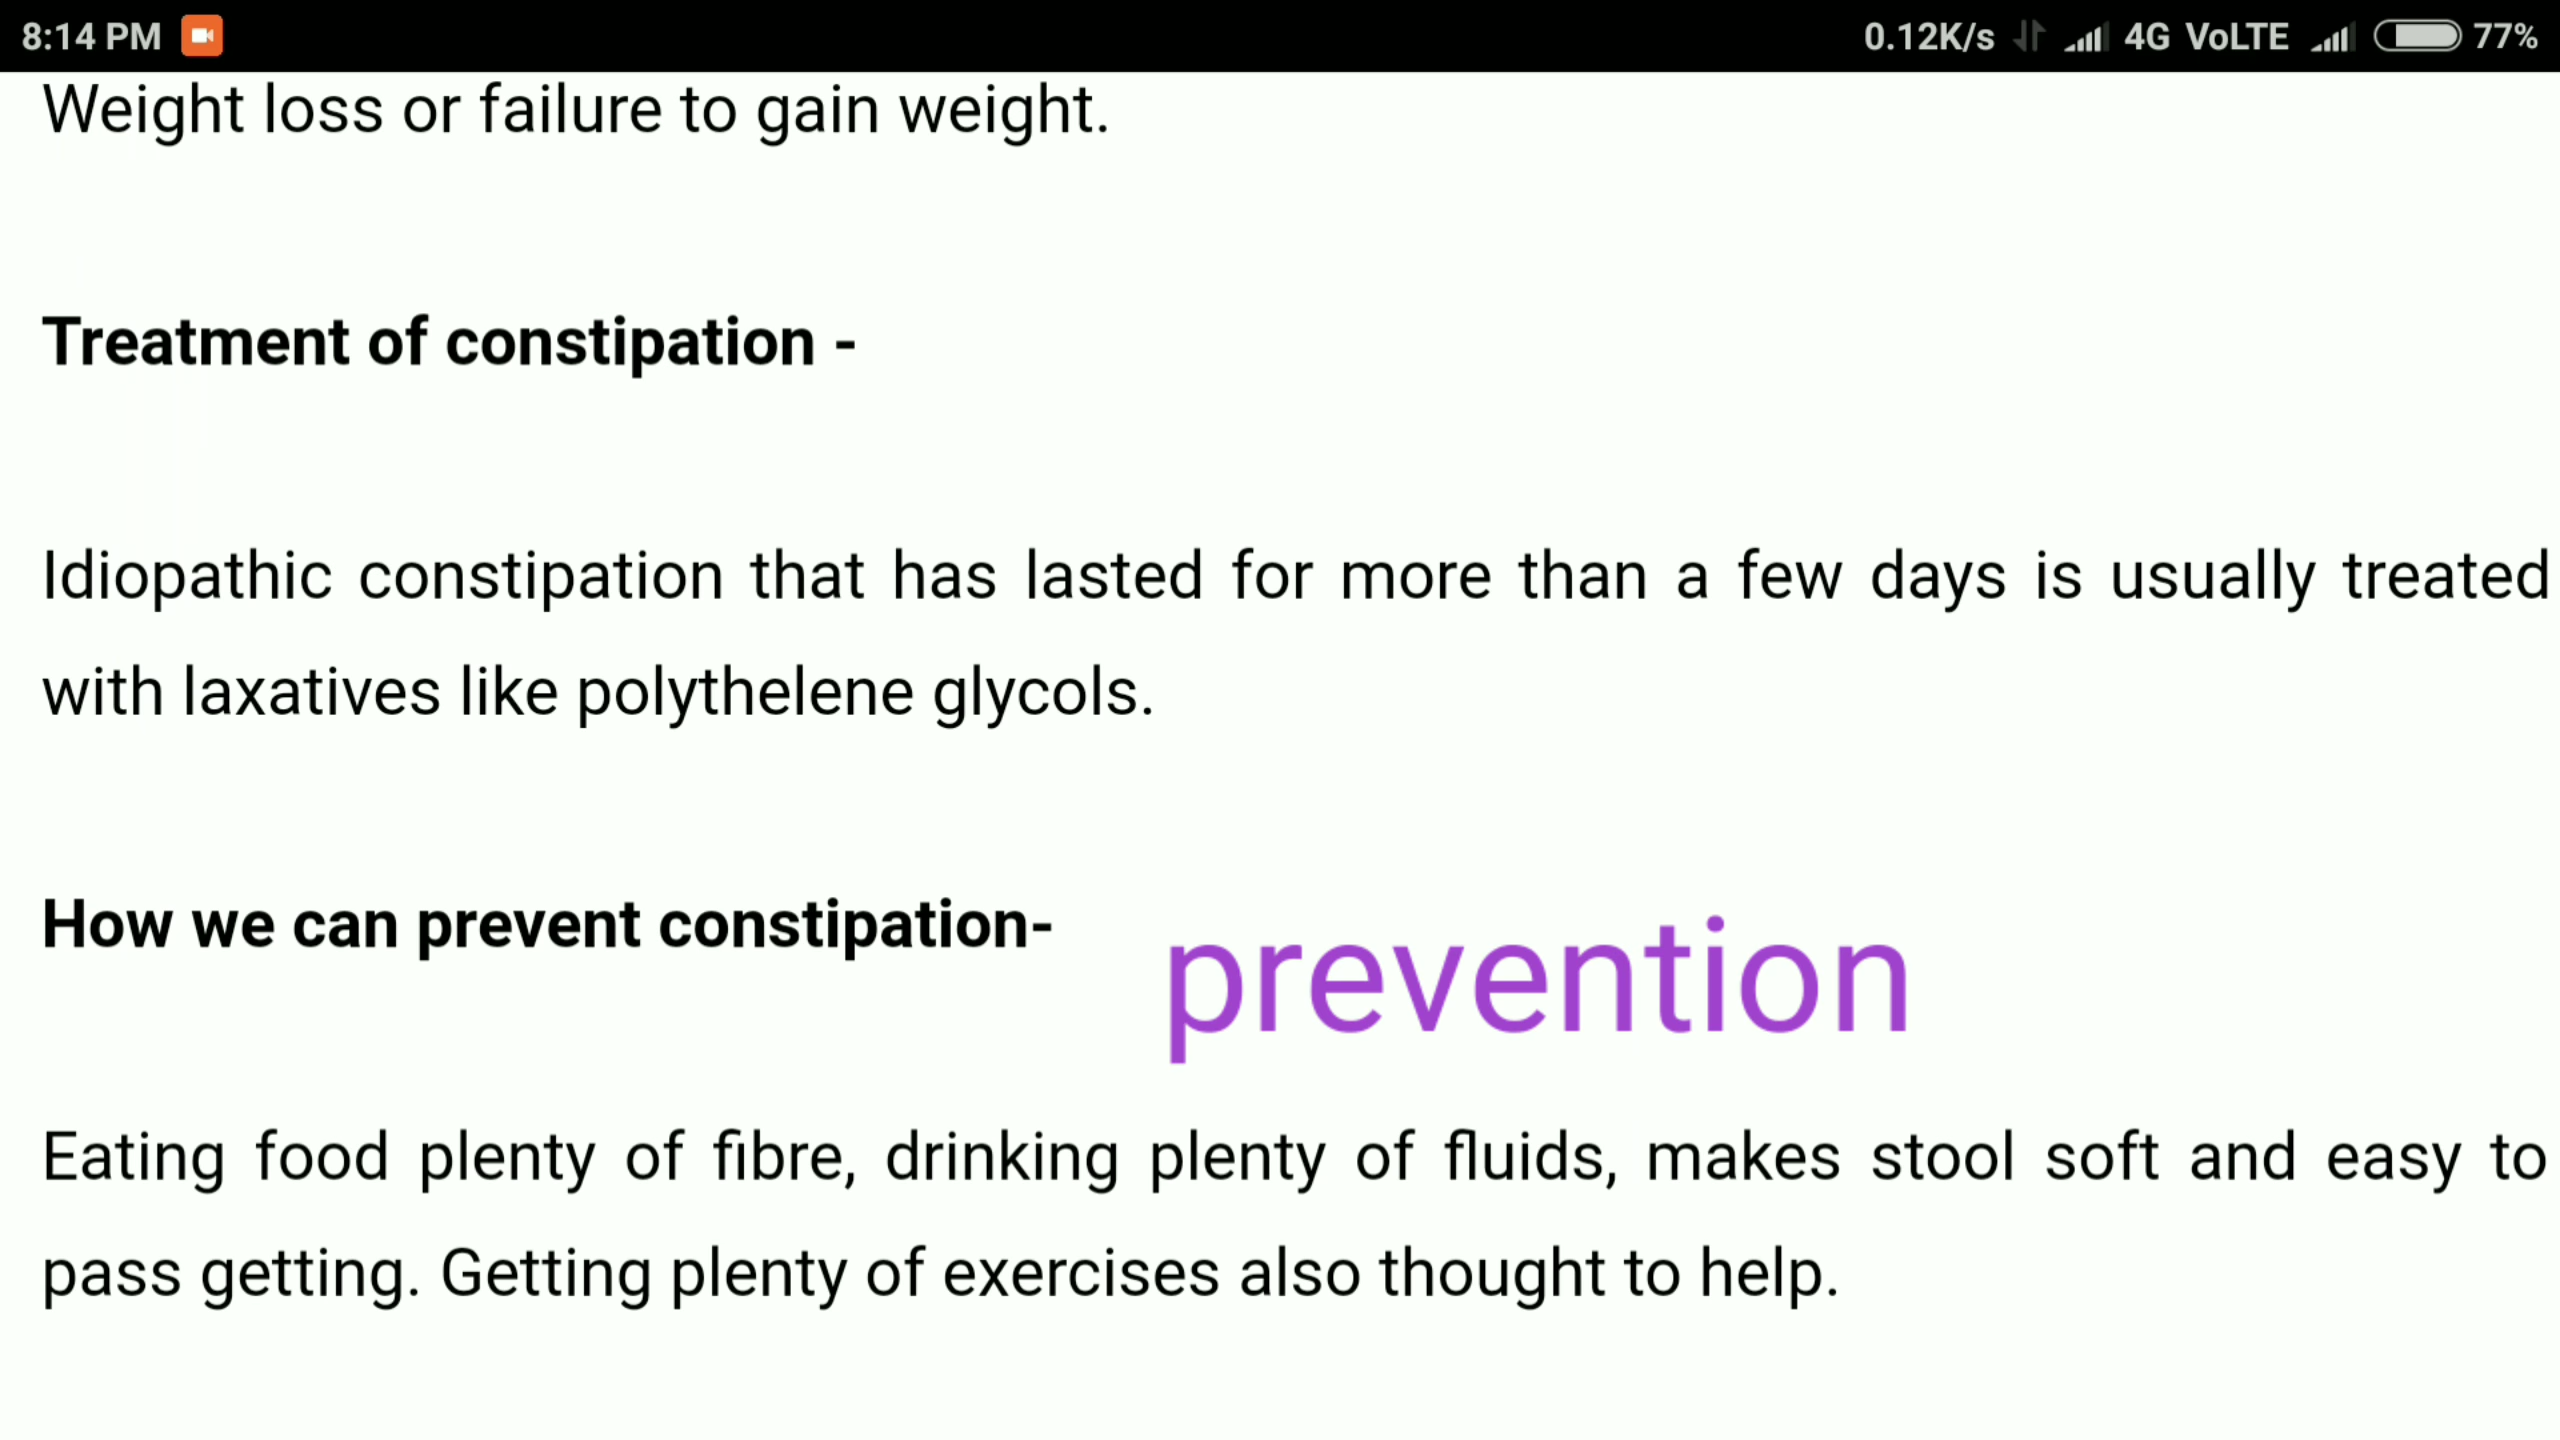 8:14 PM 0.12K/s 4G VoLTE 77%
Weight loss or failure to gain weight.
Treatment of constipation -
Idiopathic constipation that has lasted for more than a few days is usually treated
with laxatives like polythelene glycols.
How we can prevent constipation-
prevention
Eating food plenty of fibre, drinking plenty of fluids, makes stool soft and easy to
pass getting. Getting plenty of exercises also thought to help.